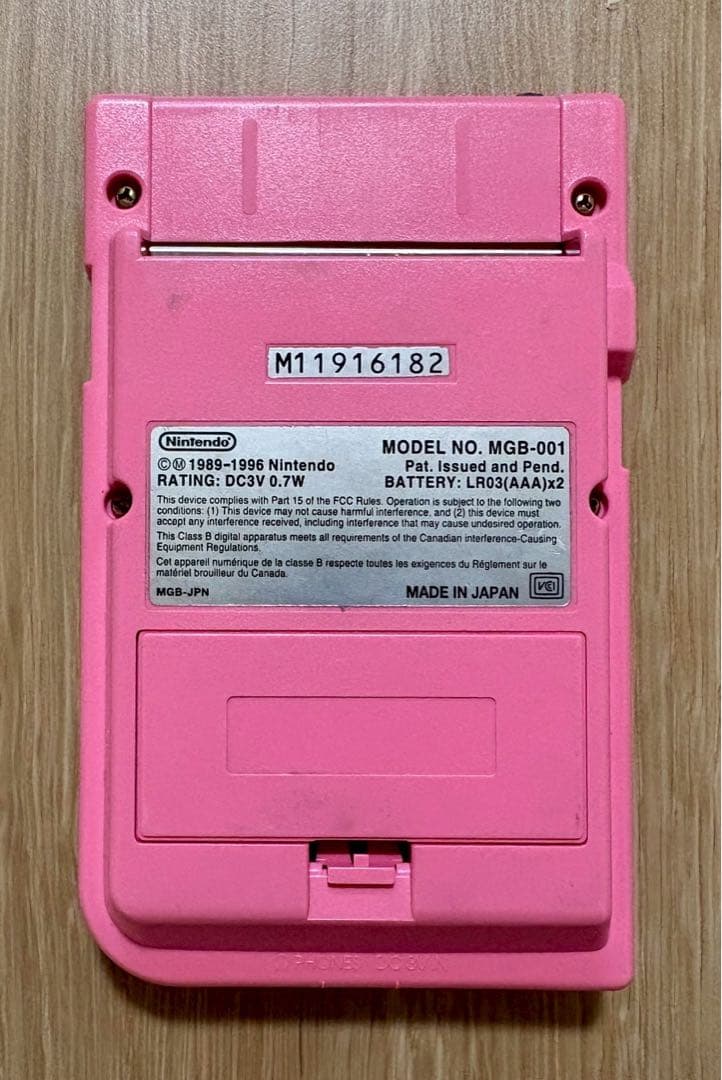 M11916182
Nintendo
MODEL NO. MGB-001
©Ⓜ 1989-1996 Nintendo
Pat. Issued and Pend.
RATING: DC3V 0.7W
BATTERY: LR03(AAA)x2
This device complies with Part 15 of the FCC Rules. Operation is subject to the following two
conditions: (1) This device may not cause harmful interference, and (2) this device must
accept any interference received, including interference that may cause undesired operation.
This Class B digital apparatus meets all requirements of the Canadian interference-Causing
Equipment Regulations.
Cet apparei numérique de la classe B respecte toutes les exigences du Réglement sur le
matériel brouilleur du Canada.
MGB-JPN
MADE IN JAPAN
VCI
PHONES DC3V